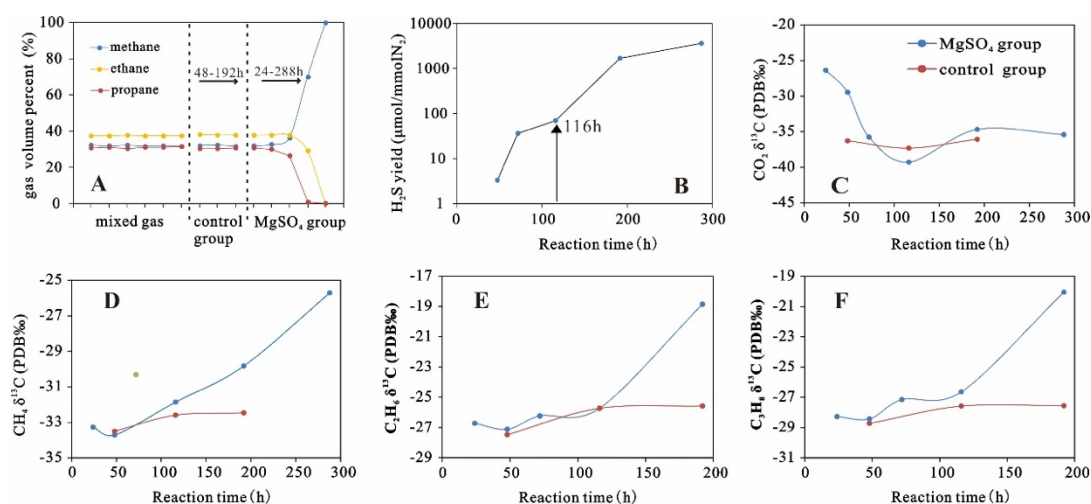 gas volume percent (%)
100
80
60
40
20
0
methane
ethane
propane
48-192h
24-288h
A
mixed gas
control
group
MgSO₄ group
H₂S yield (μmol/mmolN₂)
10000
1000
100
10
1
116h
B
0
100
200
300
Reaction time (h)
CO₂ δ¹³C (PDB‰)
-20
-25
-30
-35
-40
-45
MgSO₄ group
control group
C
0
50
100
150
200
250
300
Reaction time (h)
CH₄ δ¹³C (PDB‰)
-25
-27
-29
-31
-33
-35
D
0
50
100
150
200
250
300
Reaction time (h)
C₂H₆ δ¹³C (PDB‰)
-17
-19
-21
-23
-25
-27
-29
E
0
50
100
150
200
Reaction time (h)
C₃H₈ δ¹³C (PDB‰)
-19
-21
-23
-25
-27
-29
-31
F
0
50
100
150
200
Reaction time (h)